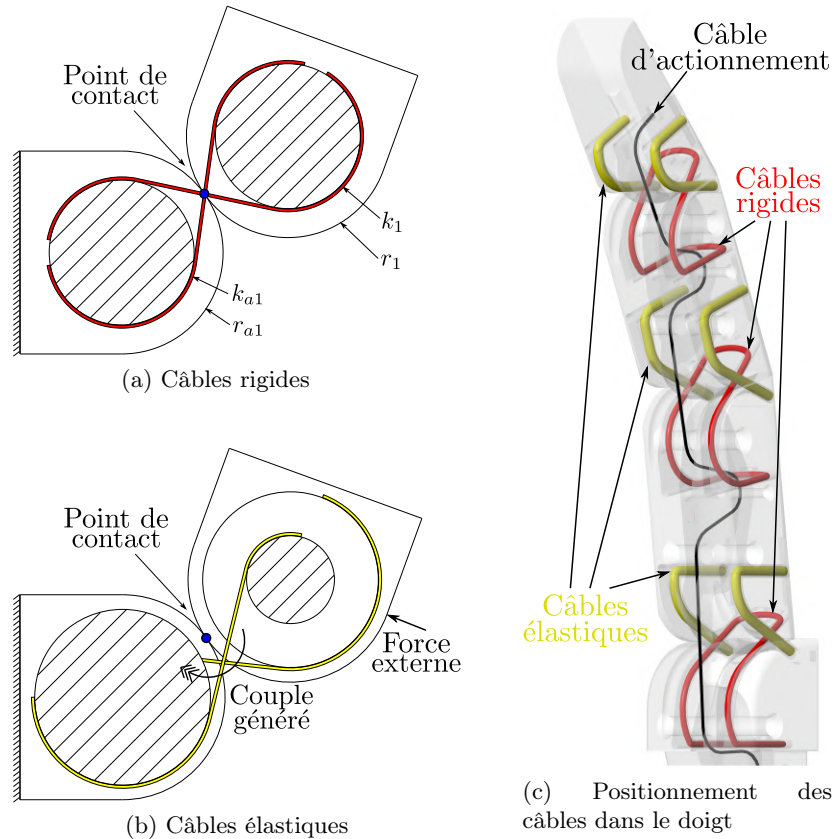 Point de
contact
k1
r1
ka1
ra1
(a) Câbles rigides
Point de
contact
Force
externe
Couple
généré
(b) Câbles élastiques
Câble
d'actionnement
Câbles
rigides
Câbles
élastiques
(c) Positionnement des
câbles dans le doigt